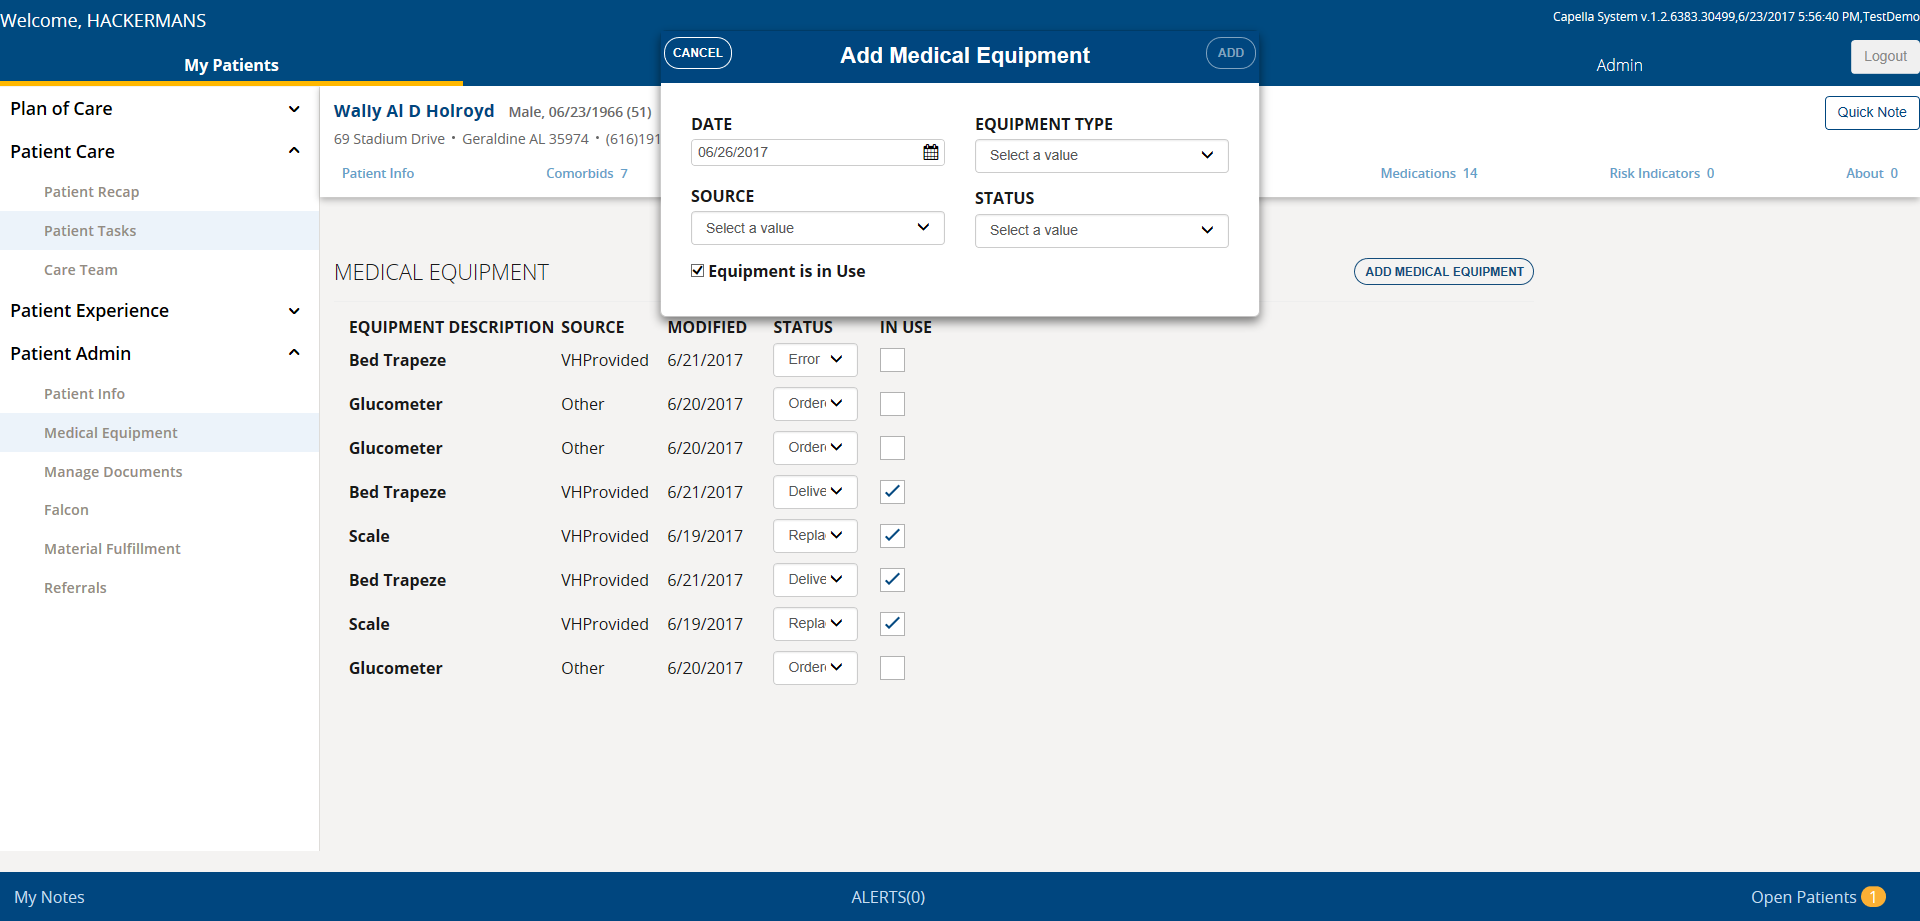 Welcome, HACKERMANS
Capella System v.1.2.6383.30499,6/23/2017 5:56:40 PM,TestDemo
My Patients
Admin
Logout
CANCEL
Add Medical Equipment
ADD
DATE
06/26/2017
EQUIPMENT TYPE
Select a value
SOURCE
Select a value
STATUS
Select a value
Equipment is in Use
Plan of Care
Patient Care
Patient Recap
Patient Tasks
Care Team
Patient Experience
Patient Admin
Patient Info
Medical Equipment
Manage Documents
Falcon
Material Fulfillment
Referrals
Wally Al D Holroyd Male, 06/23/1966 (51)
69 Stadium Drive • Geraldine AL 35974 • (616)191
Quick Note
Patient Info Comorbids 7 Medications 14 Risk Indicators 0 About 0
MEDICAL EQUIPMENT
ADD MEDICAL EQUIPMENT
EQUIPMENT DESCRIPTION SOURCE MODIFIED STATUS IN USE
Bed Trapeze VHProvided 6/21/2017 Error
Glucometer Other 6/20/2017 Order
Glucometer Other 6/20/2017 Order
Bed Trapeze VHProvided 6/21/2017 Delive
Scale VHProvided 6/19/2017 Repla
Bed Trapeze VHProvided 6/21/2017 Delive
Scale VHProvided 6/19/2017 Repla
Glucometer Other 6/20/2017 Order
My Notes
ALERTS(0)
Open Patients 1